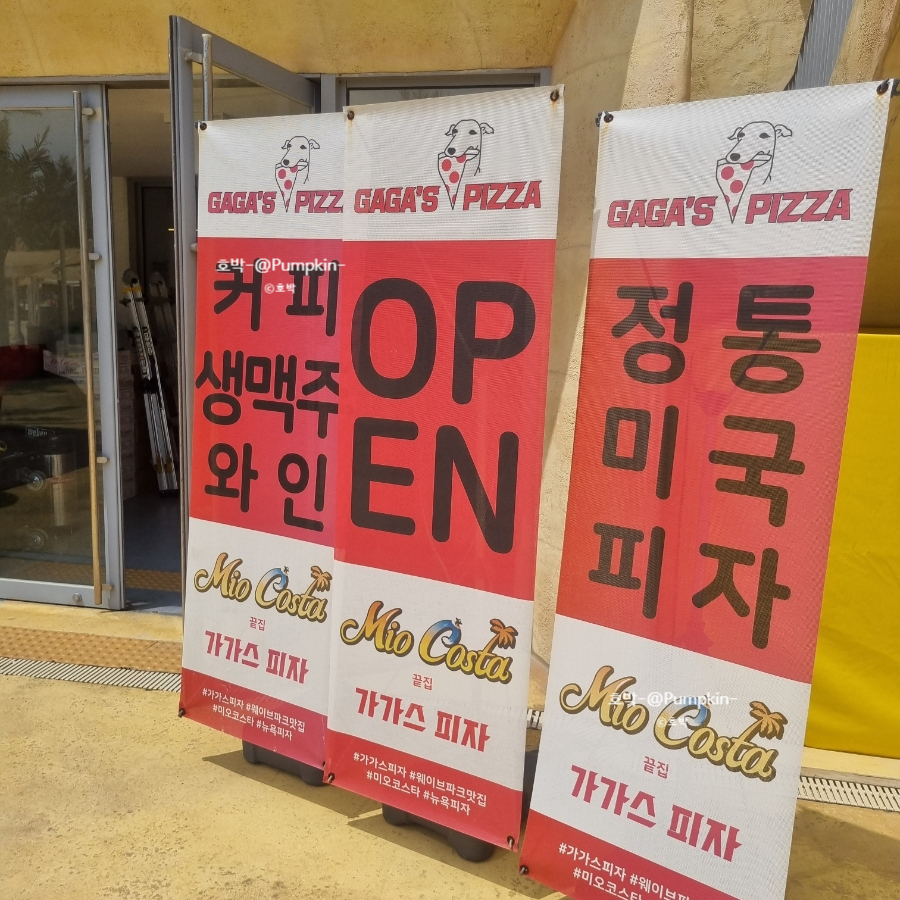 GAGA'S PIZZ
호박-@Pumpkin-
©호박
커피
생맥주
와인
Mio Costa
끝집
가가스 피자
#가가스피자 #웨이브파크맛집
#미오코스타 #뉴욕피자
GAGA'S PIZZA
OP
EN
Mio Costa
끝집
가가스 피자
#가가스피자 #웨이브파크맛집
#미오코스타 #뉴욕피자
GAGA'S PIZZA
정통
미국
피자
호박-@Pumpkin-
©호박
Mio Costa
끝집
가가스 피자
#가가스피자 #웨이브파
#미오코스타